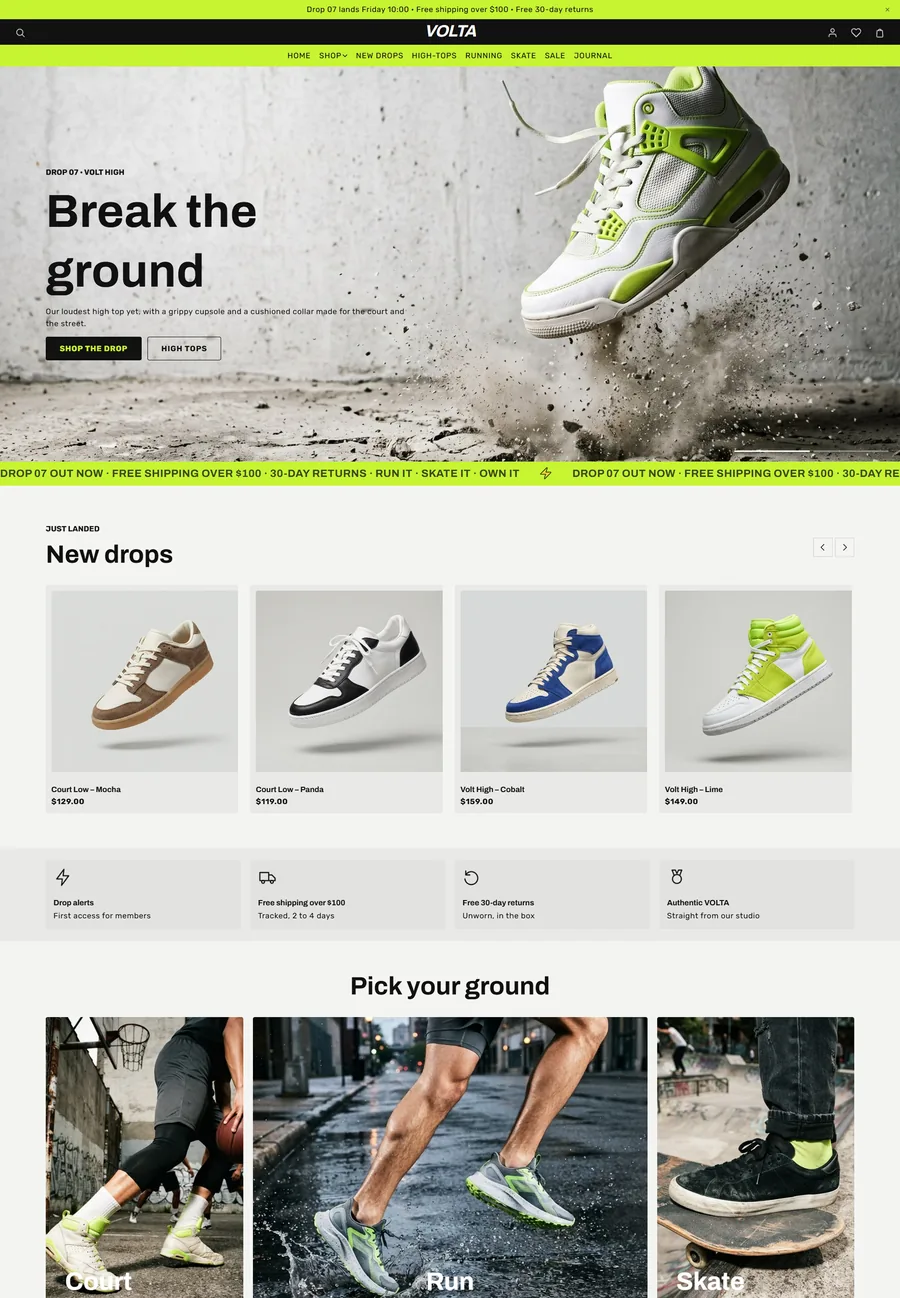 Drop 07 lands Friday 10:00 • Free shipping over $100 • Free 30-day returns
VOLTA
HOME SHOP NEW DROPS HIGH-TOPS RUNNING SKATE SALE JOURNAL
DROP 07 • VOLT HIGH
Break the
ground
Our loudest high top yet; with a grippy cupsole and a cushioned collar made for the court and
the street.
SHOP THE DROP HIGH TOPS
DROP 07 OUT NOW · FREE SHIPPING OVER $100 · 30-DAY RETURNS · RUN IT · SKATE IT · OWN IT DROP 07 OUT NOW · FREE SHIPPING OVER $100 · 30-DAY RE
JUST LANDED
New drops
Court Low – Mocha
$129.00
Court Low – Panda
$119.00
Volt High – Cobalt
$159.00
Volt High – Lime
$149.00
Drop alerts
First access for members
Free shipping over $100
Tracked, 2 to 4 days
Free 30-day returns
Unworn, in the box
Authentic VOLTA
Straight from our studio
Pick your ground
Court
Run
Skate